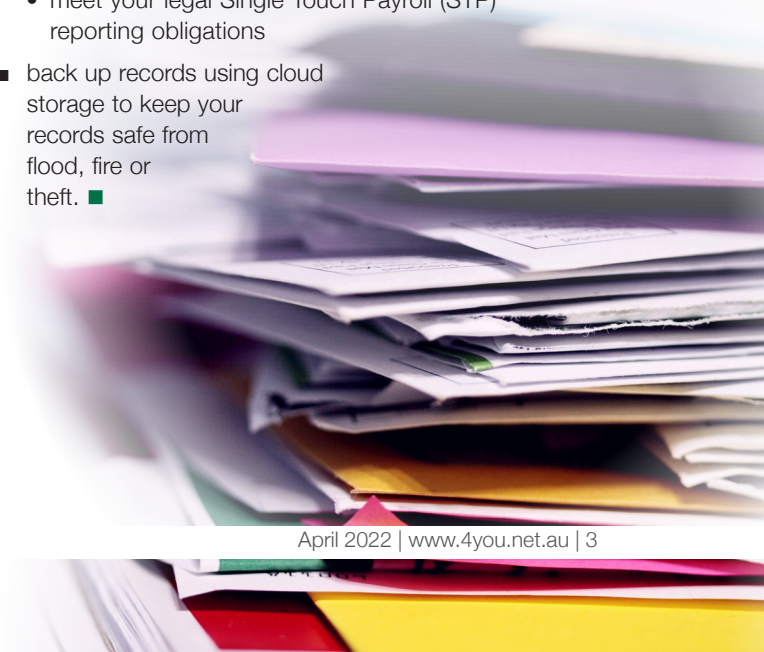 • meet your legal Single Touch Payroll (STP)
reporting obligations
■ back up records using cloud
storage to keep your
records safe from
flood, fire or
theft. ■
April 2022 | www.4you.net.au | 3